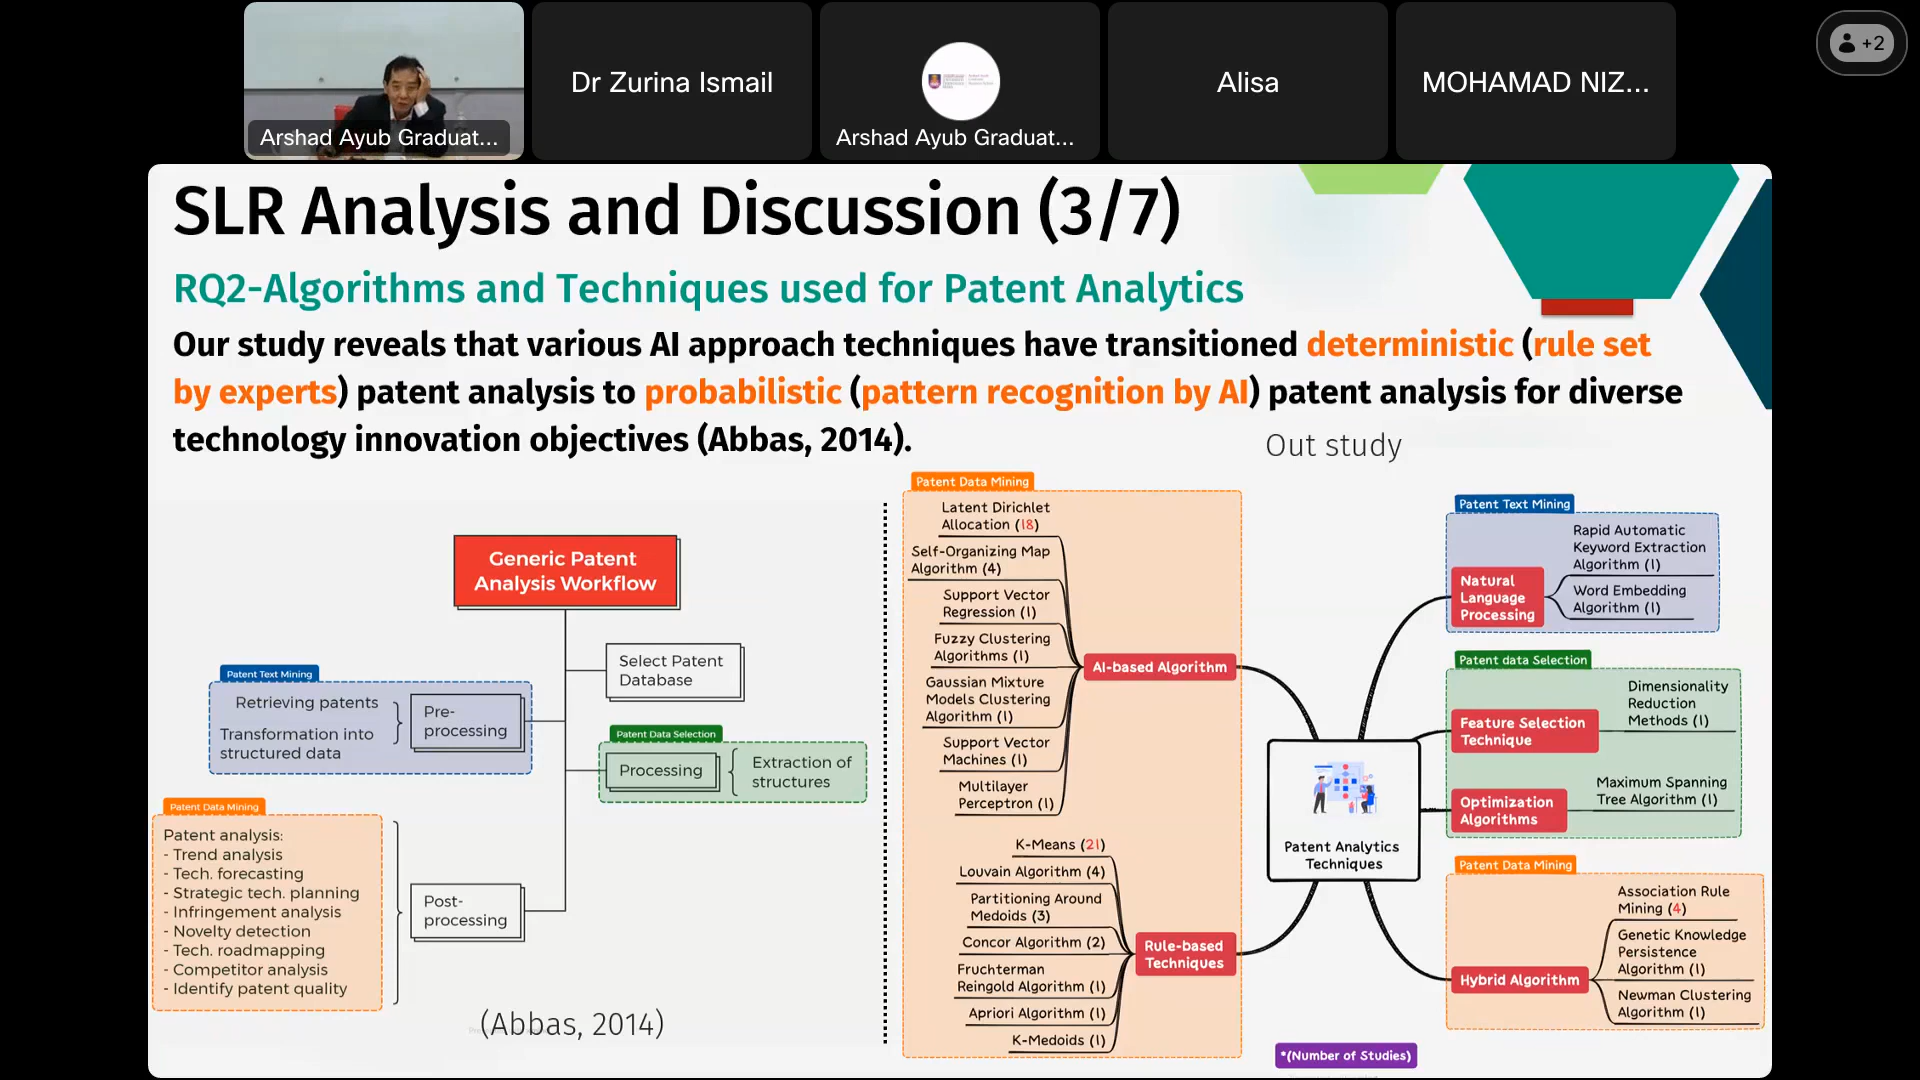 Arshad Ayub Graduat...
Dr Zurina Ismail
Arshad Ayub Graduat...
Alisa
MOHAMAD NIZ...
+2
SLR Analysis and Discussion (3/7)
RQ2-Algorithms and Techniques used for Patent Analytics
Our study reveals that various AI approach techniques have transitioned deterministic (rule set
by experts) patent analysis to probabilistic (pattern recognition by AI) patent analysis for diverse
technology innovation objectives (Abbas, 2014).
Out study
Generic Patent
Analysis Workflow
Select Patent
Database
Patent Text Mining
Retrieving patents
Transformation into
structured data
Pre-
processing
Patent Data Selection
Processing
Extraction of
structures
Patent Data Mining
Patent analysis:
- Trend analysis
- Tech. forecasting
- Strategic tech. planning
- Infringement analysis
- Novelty detection
- Tech. roadmapping
- Competitor analysis
- Identify patent quality
Post-
processing
(Abbas, 2014)
Patent Data Mining
Latent Dirichlet
Allocation (18)
Self-Organizing Map
Algorithm (4)
Support Vector
Regression (1)
Fuzzy Clustering
Algorithms (1)
Gaussian Mixture
Models Clustering
Algorithm (1)
Support Vector
Machines (1)
Multilayer
Perceptron (1)
AI-based Algorithm
K-Means (21)
Louvain Algorithm (4)
Partitioning Around
Medoids (3)
Concor Algorithm (2)
Fruchterman
Reingold Algorithm (1)
Apriori Algorithm (1)
K-Medoids (1)
Rule-based
Techniques
Patent Analytics
Techniques
Patent Text Mining
Natural
Language
Processing
Rapid Automatic
Keyword Extraction
Algorithm (1)
Word Embedding
Algorithm (1)
Patent data Selection
Feature Selection
Technique
Dimensionality
Reduction
Methods (1)
Optimization
Algorithms
Maximum Spanning
Tree Algorithm (1)
Patent Data Mining
Hybrid Algorithm
Association Rule
Mining (4)
Genetic Knowledge
Persistence
Algorithm (1)
Newman Clustering
Algorithm (1)
*(Number of Studies)